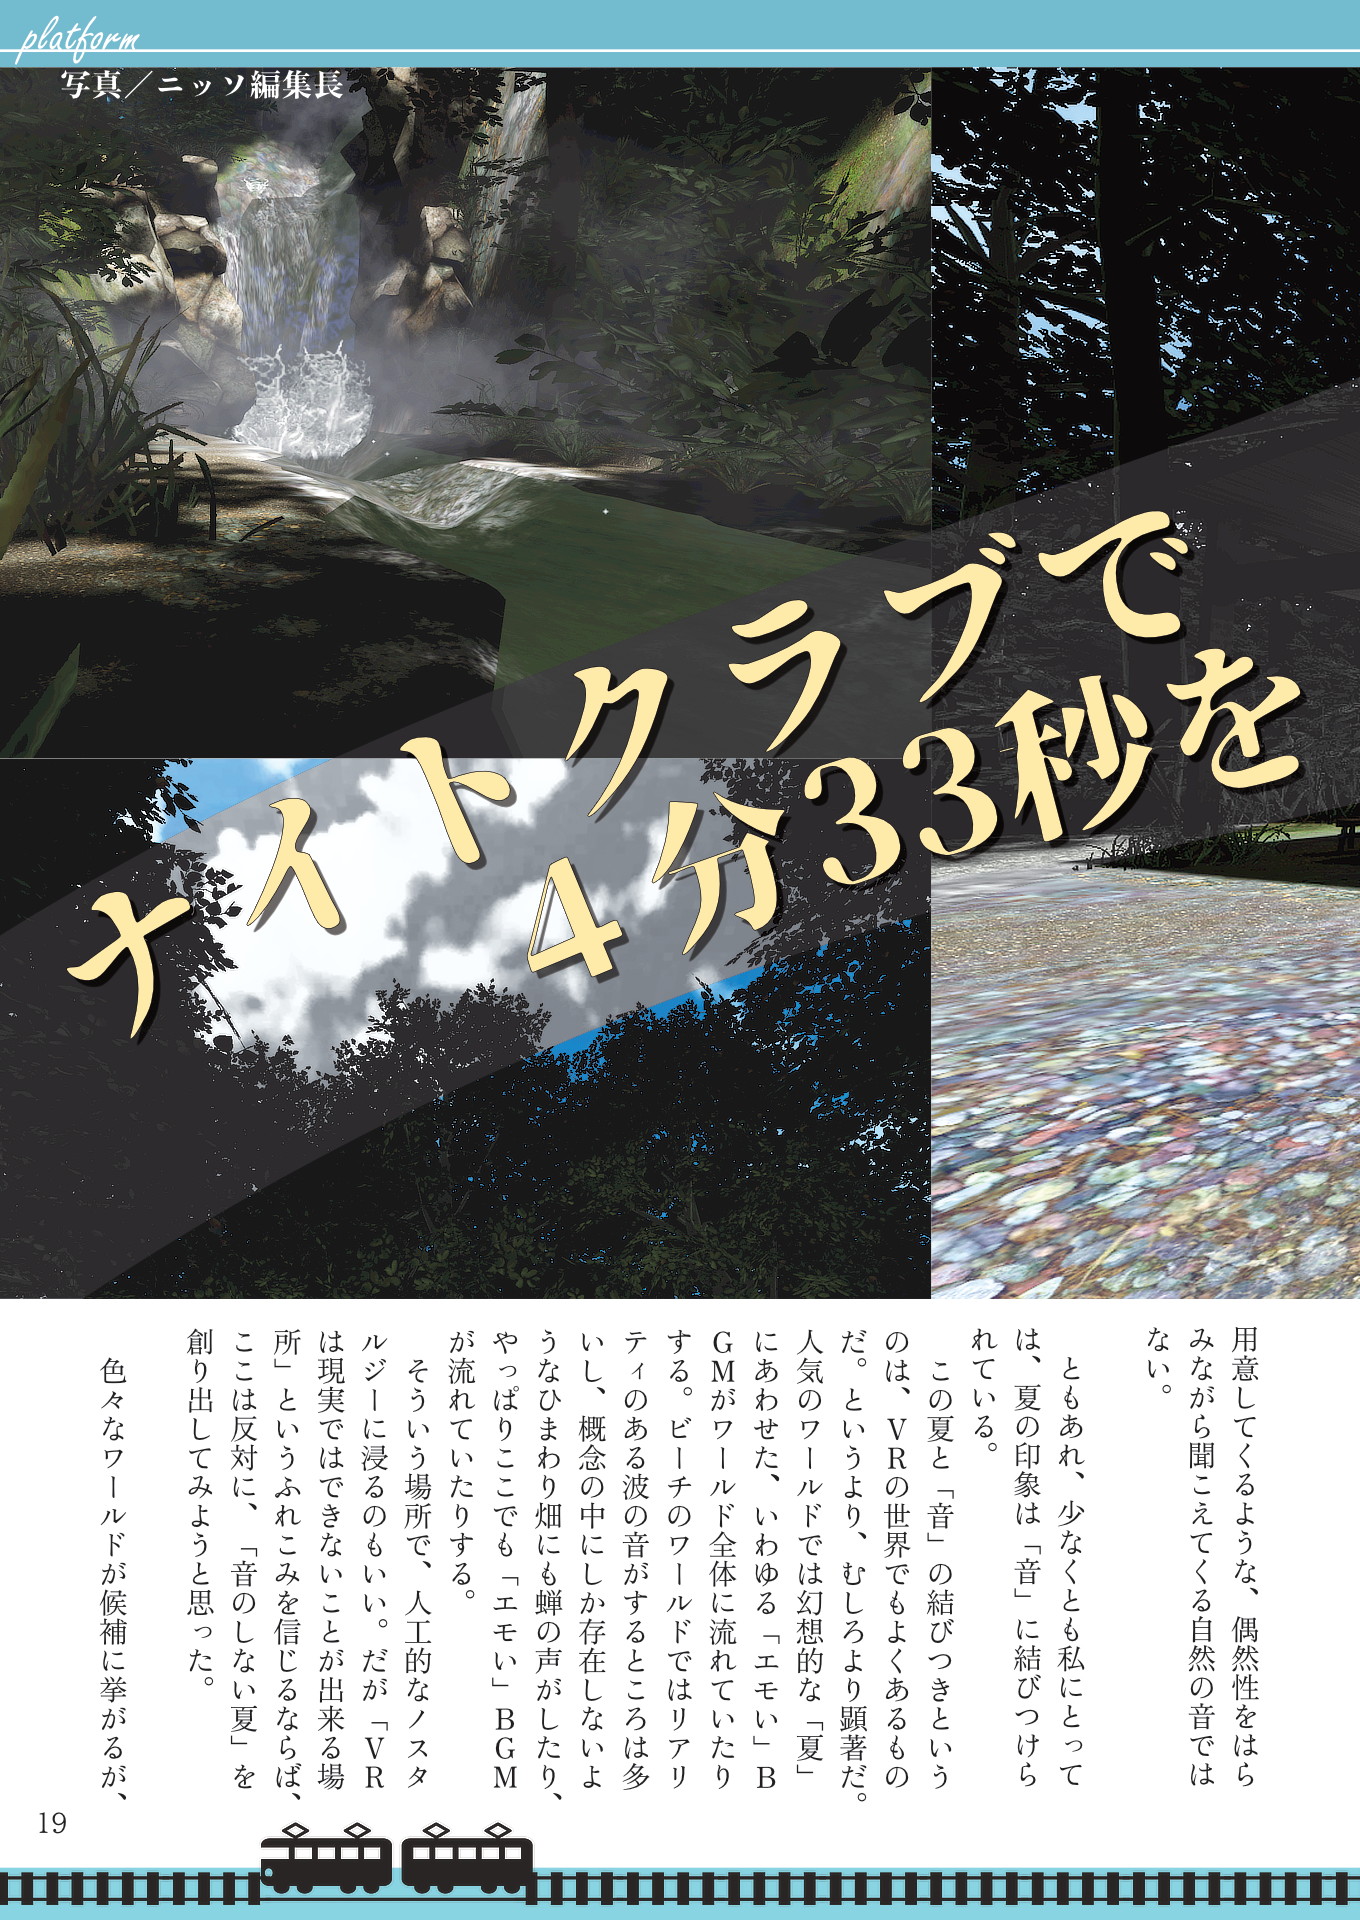 platform
写真／ニッソ編集長
ナイトクラブで
4分33秒を
用意してくるような、偶然性をはら
みながら聞こえてくる自然の音では
ない。
ともあれ、少なくとも私にとって
は、夏の印象は「音」に結びつけら
れている。
この夏と「音」の結びつきという
のは、ＶＲの世界でもよくあるもの
だ。というより、むしろより顕著だ。
人気のワールドでは幻想的な「夏」
にあわせた、いわゆる「エモい」Ｂ
ＧＭがワールド全体に流れていたり
する。ビーチのワールドではリアリ
ティのある波の音がするところは多
いし、概念の中にしか存在しないよ
うなひまわり畑にも蝉の声がしたり、
やっぱりここでも「エモい」ＢＧＭ
が流れていたりする。
そういう場所で、人工的なノスタ
ルジーに浸るのもいい。だが「ＶＲ
は現実ではできないことが出来る場
所」というふれこみを信じるならば、
ここは反対に、「音のしない夏」を
創り出してみようと思った。
色々なワールドが候補に挙がるが、
19